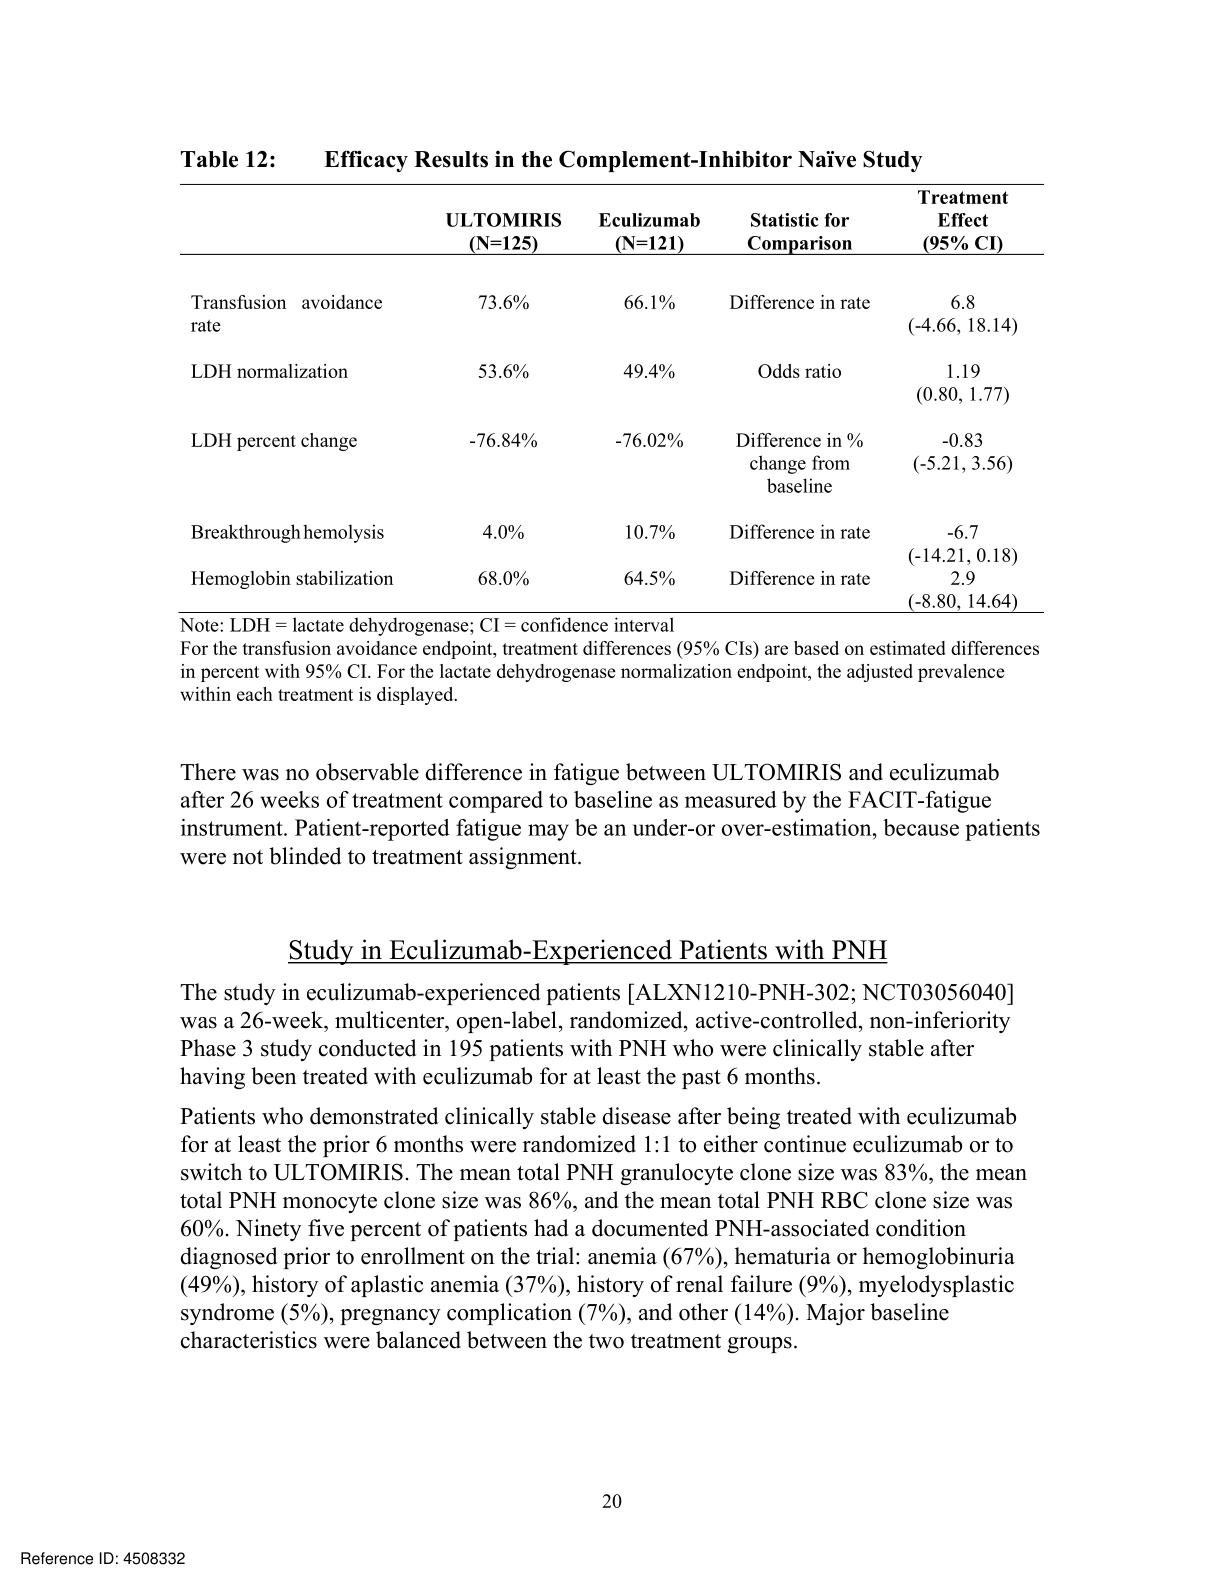 Table 12: Efficacy Results in the Complement-Inhibitor Naïve Study
ULTOMIRIS (N=125) Eculizumab (N=121) Statistic for Comparison Treatment Effect (95% CI)
Transfusion avoidance rate 73.6% 66.1% Difference in rate 6.8 (-4.66, 18.14)
LDH normalization 53.6% 49.4% Odds ratio 1.19 (0.80, 1.77)
LDH percent change -76.84% -76.02% Difference in % change from baseline -0.83 (-5.21, 3.56)
Breakthrough hemolysis 4.0% 10.7% Difference in rate -6.7 (-14.21, 0.18)
Hemoglobin stabilization 68.0% 64.5% Difference in rate 2.9 (-8.80, 14.64)
Note: LDH = lactate dehydrogenase; CI = confidence interval
For the transfusion avoidance endpoint, treatment differences (95% CIs) are based on estimated differences
in percent with 95% CI. For the lactate dehydrogenase normalization endpoint, the adjusted prevalence
within each treatment is displayed.
There was no observable difference in fatigue between ULTOMIRIS and eculizumab
after 26 weeks of treatment compared to baseline as measured by the FACIT-fatigue
instrument. Patient-reported fatigue may be an under-or over-estimation, because patients
were not blinded to treatment assignment.
Study in Eculizumab-Experienced Patients with PNH
The study in eculizumab-experienced patients [ALXN1210-PNH-302; NCT03056040]
was a 26-week, multicenter, open-label, randomized, active-controlled, non-inferiority
Phase 3 study conducted in 195 patients with PNH who were clinically stable after
having been treated with eculizumab for at least the past 6 months.
Patients who demonstrated clinically stable disease after being treated with eculizumab
for at least the prior 6 months were randomized 1:1 to either continue eculizumab or to
switch to ULTOMIRIS. The mean total PNH granulocyte clone size was 83%, the mean
total PNH monocyte clone size was 86%, and the mean total PNH RBC clone size was
60%. Ninety five percent of patients had a documented PNH-associated condition
diagnosed prior to enrollment on the trial: anemia (67%), hematuria or hemoglobinuria
(49%), history of aplastic anemia (37%), history of renal failure (9%), myelodysplastic
syndrome (5%), pregnancy complication (7%), and other (14%). Major baseline
characteristics were balanced between the two treatment groups.
20
Reference ID: 4508332